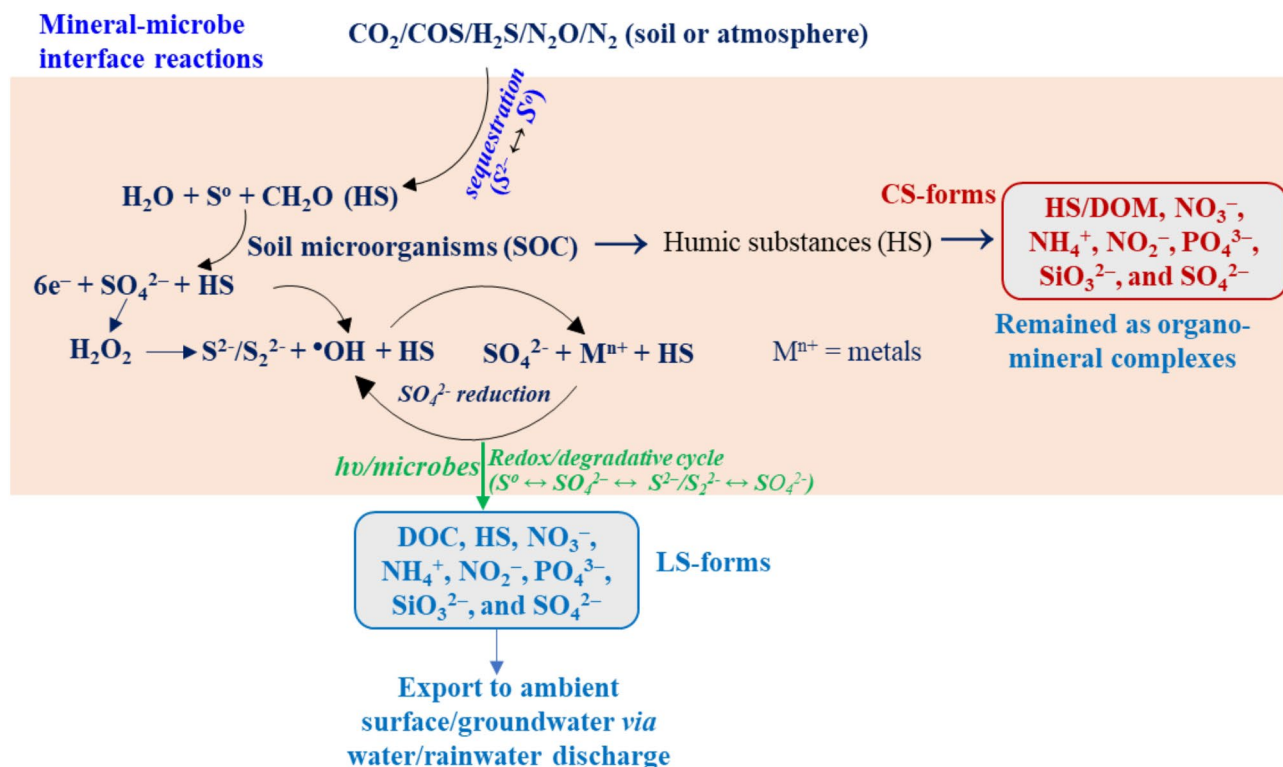 Mineral-microbe
interface reactions
CO₂/COS/H₂S/N₂O/N₂ (soil or atmosphere)
sequestration
(S²⁻ ↔ S⁰)
H₂O + S⁰ + CH₂O (HS)
Soil microorganisms (SOC) → Humic substances (HS) →
CS-forms
HS/DOM, NO₃⁻,
NH₄⁺, NO₂⁻, PO₄³⁻,
SiO₃²⁻, and SO₄²⁻
Remained as organo-
mineral complexes
6e⁻ + SO₄²⁻ + HS
H₂O₂ → S²⁻/S₂²⁻ + •OH + HS
SO₄²⁻ + Mⁿ⁺ + HS
Mⁿ⁺ = metals
SO₄²⁻ reduction
hυ/microbes
Redox/degradative cycle
(S⁰ ↔ SO₄²⁻ ↔ S²⁻/S₂²⁻ ↔ SO₄²⁻)
DOC, HS, NO₃⁻,
NH₄⁺, NO₂⁻, PO₄³⁻,
SiO₃²⁻, and SO₄²⁻
LS-forms
Export to ambient
surface/groundwater via
water/rainwater discharge